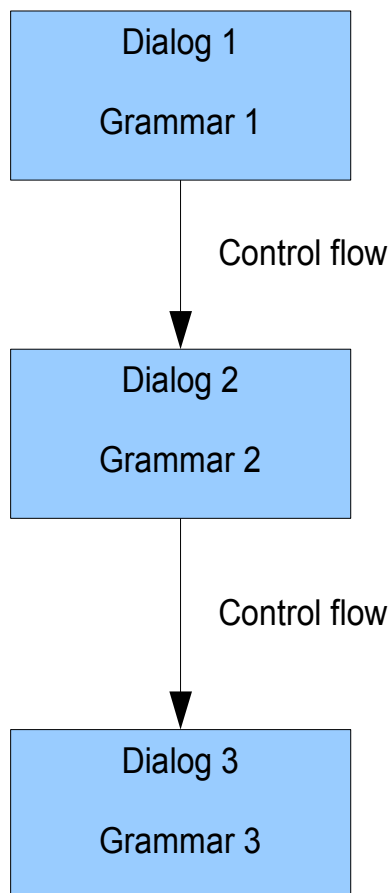 Dialog 1
Grammar 1
Control flow
Dialog 2
Grammar 2
Control flow
Dialog 3
Grammar 3